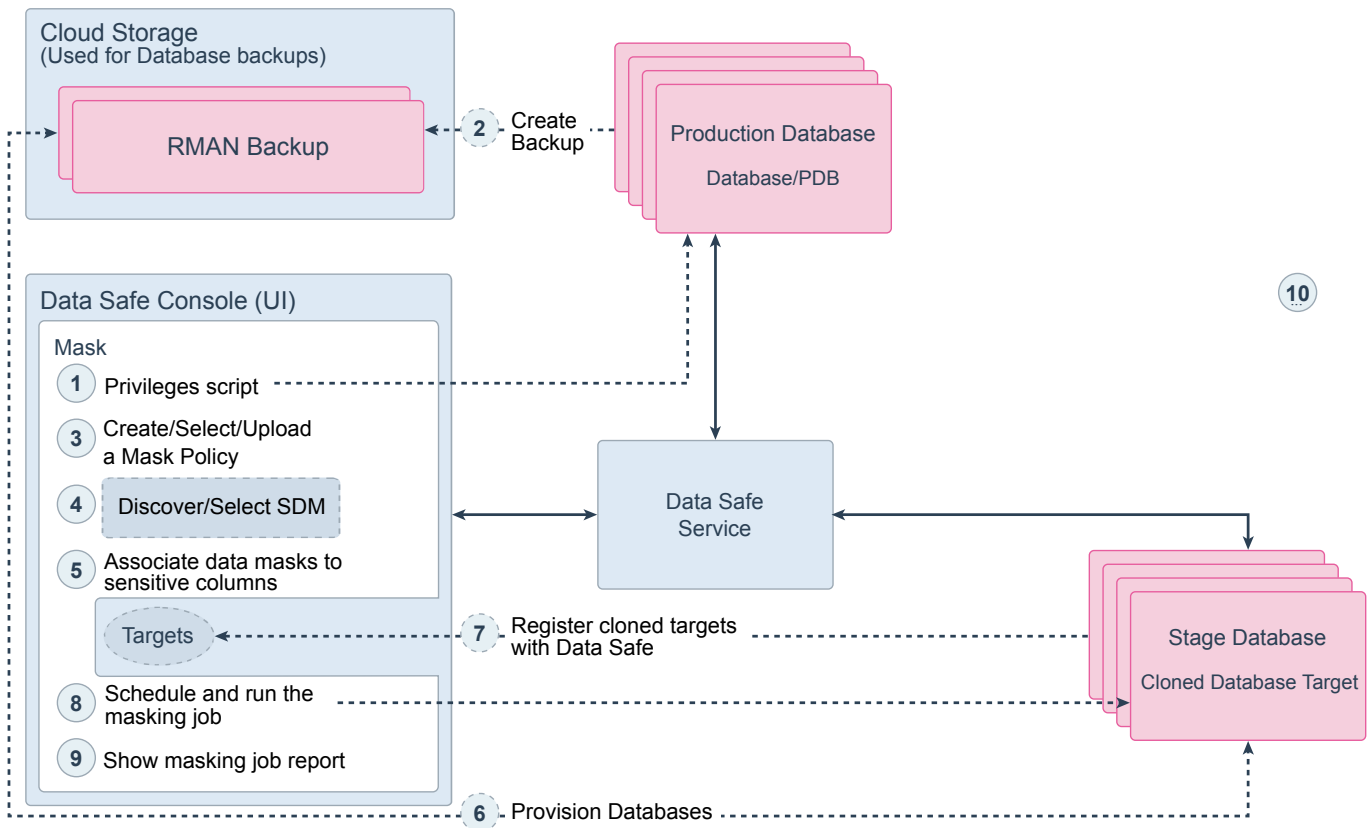 Cloud Storage
(Used for Database backups)
RMAN Backup
2
Create
Backup
Production Database
Database/PDB
Data Safe Console (UI)
10
Mask
1
Privileges script
3
Create/Select/Upload
a Mask Policy
4
Discover/Select SDM
5
Associate data masks to
sensitive columns
Data Safe
Service
Targets
7
Register cloned targets
with Data Safe
Stage Database
Cloned Database Target
8
Schedule and run the
masking job
9
Show masking job report
6
Provision Databases